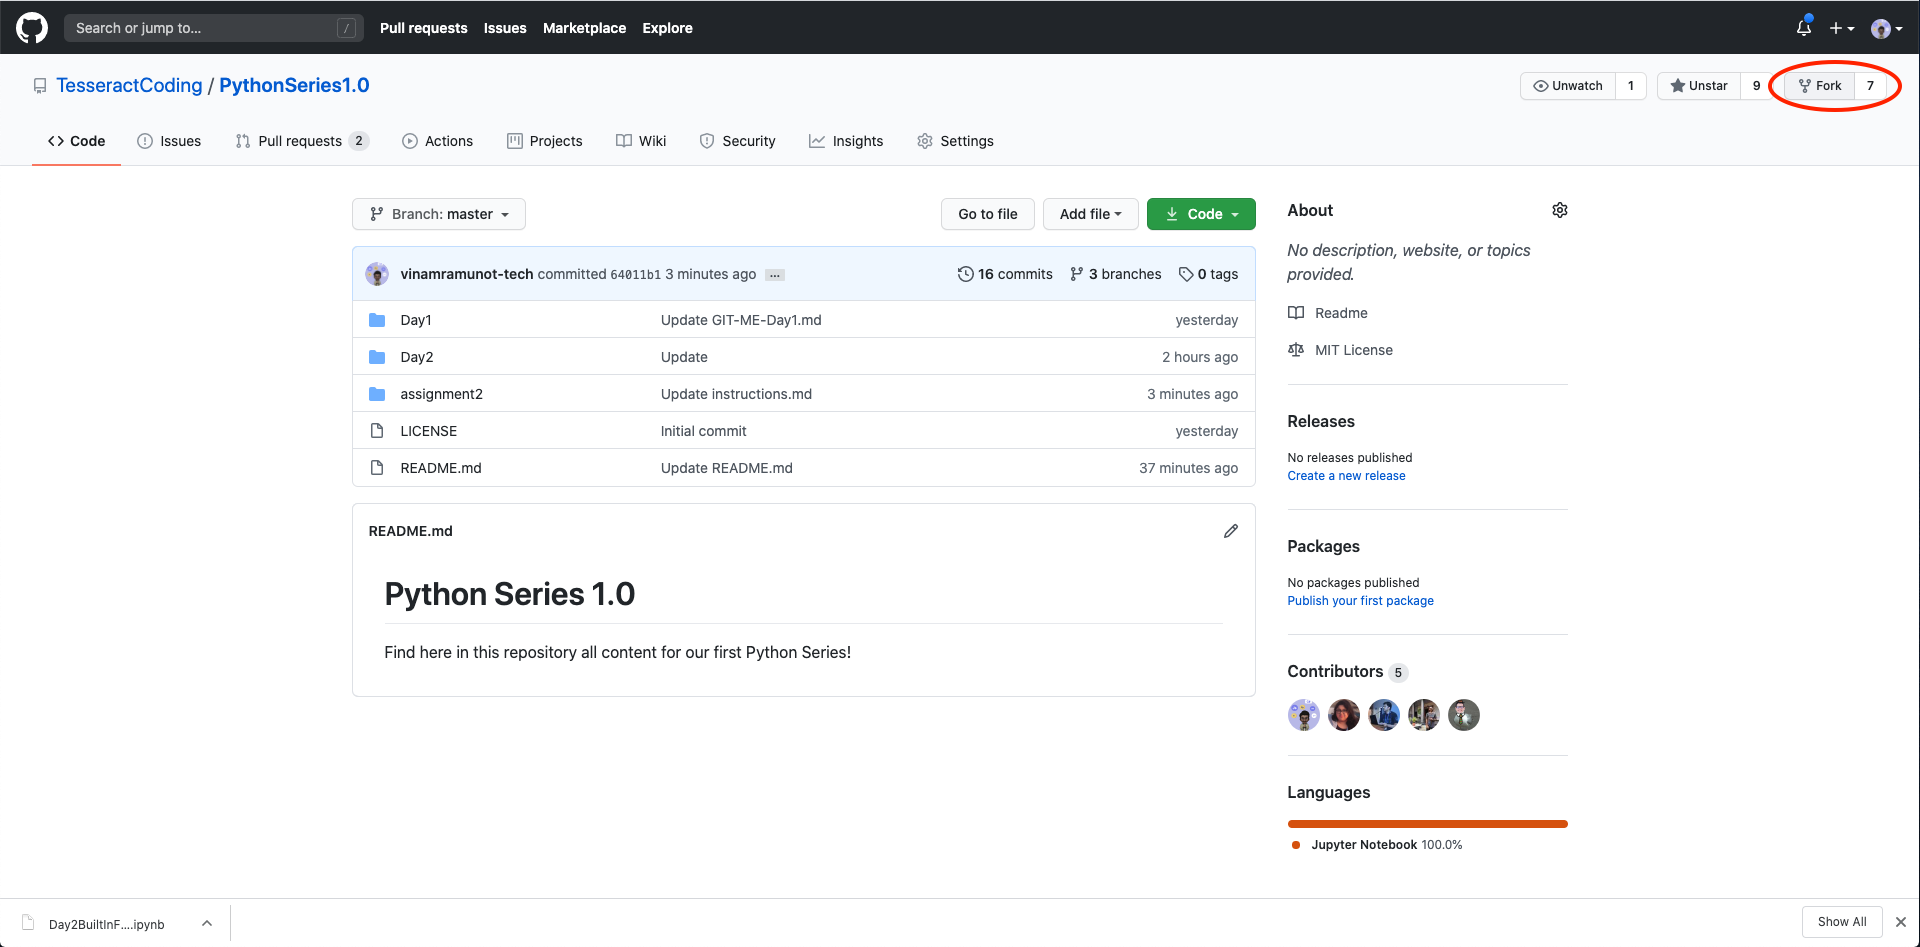 Search or jump to... / Pull requests Issues Marketplace Explore
TesseractCoding / PythonSeries1.0 Unwatch 1 Unstar 9 Fork 7
Code Issues Pull requests 2 Actions Projects Wiki Security Insights Settings
Branch: master Go to file Add file Code
vinamramunot-tech committed 64011b1 3 minutes ago ... 16 commits 3 branches 0 tags
Day1 Update GIT-ME-Day1.md yesterday
Day2 Update 2 hours ago
assignment2 Update instructions.md 3 minutes ago
LICENSE Initial commit yesterday
README.md Update README.md 37 minutes ago
README.md
Python Series 1.0
Find here in this repository all content for our first Python Series!
About
No description, website, or topics
provided.
Readme
MIT License
Releases
No releases published
Create a new release
Packages
No packages published
Publish your first package
Contributors 5
Languages
Jupyter Notebook 100.0%
Day2BuiltInF....ipynb Show All